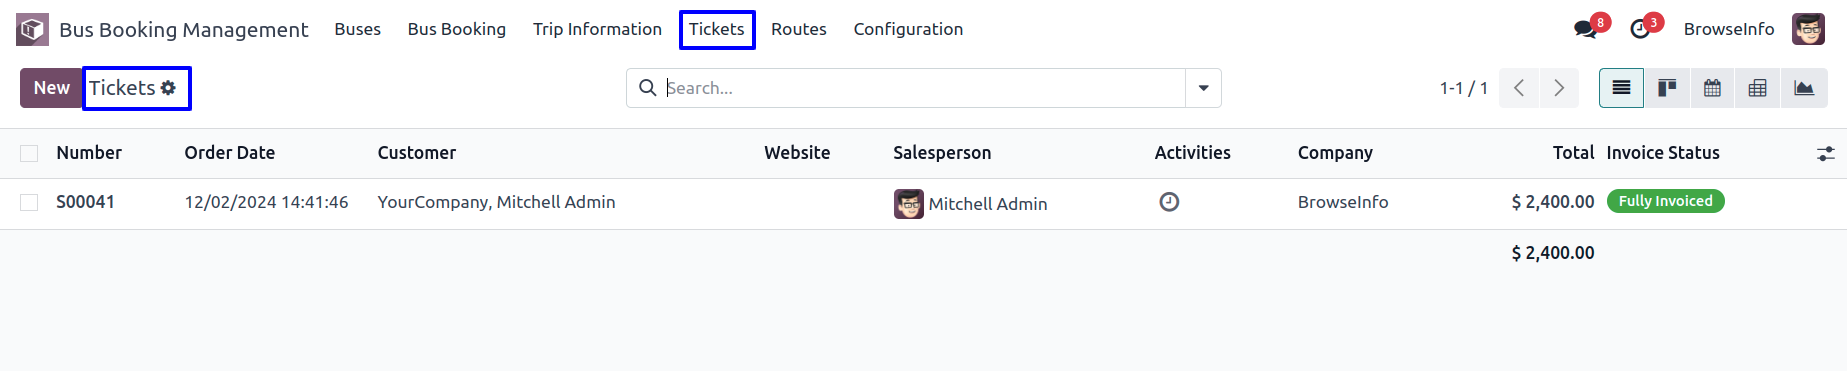 Bus Booking Management Buses Bus Booking Trip Information Tickets Routes Configuration 8 3 BrowseInfo
New Tickets Search... 1-1 / 1
Number Order Date Customer Website Salesperson Activities Company Total Invoice Status
S00041 12/02/2024 14:41:46 YourCompany, Mitchell Admin Mitchell Admin BrowseInfo $ 2,400.00 Fully Invoiced
$ 2,400.00